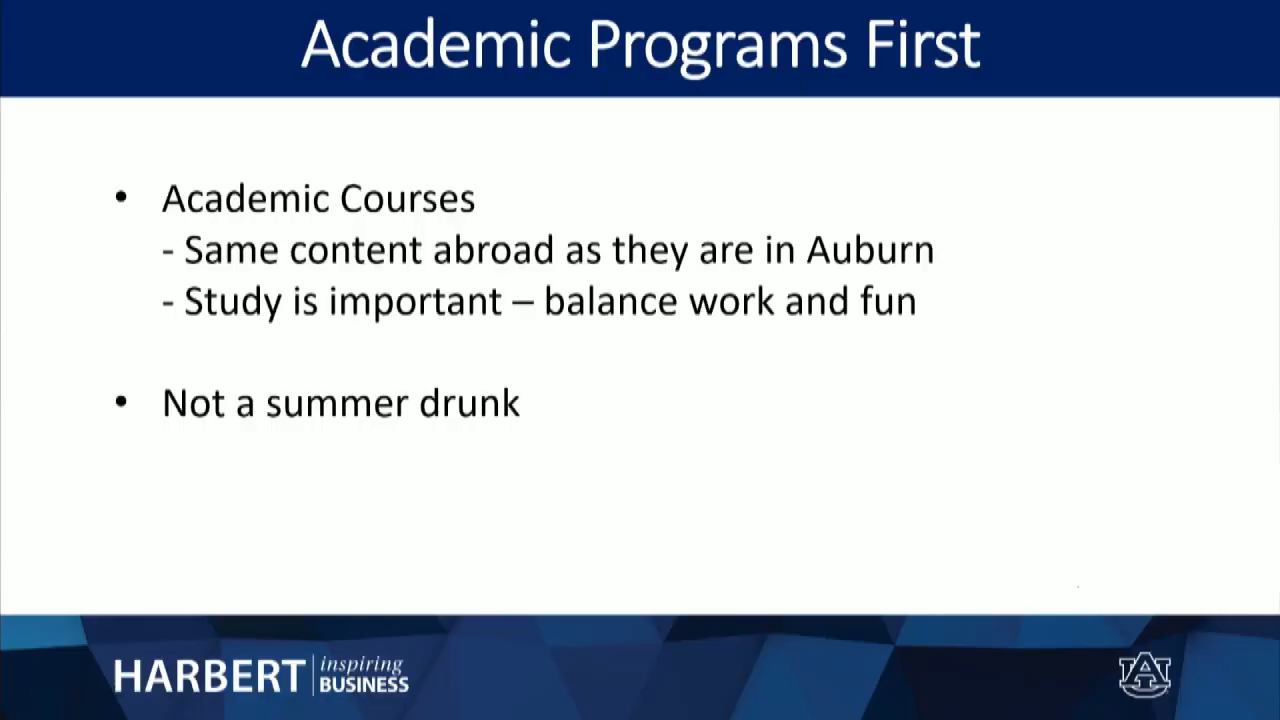 Academic Programs First
• Academic Courses
- Same content abroad as they are in Auburn
- Study is important – balance work and fun
• Not a summer drunk
HARBERT inspiring
BUSINESS
AU